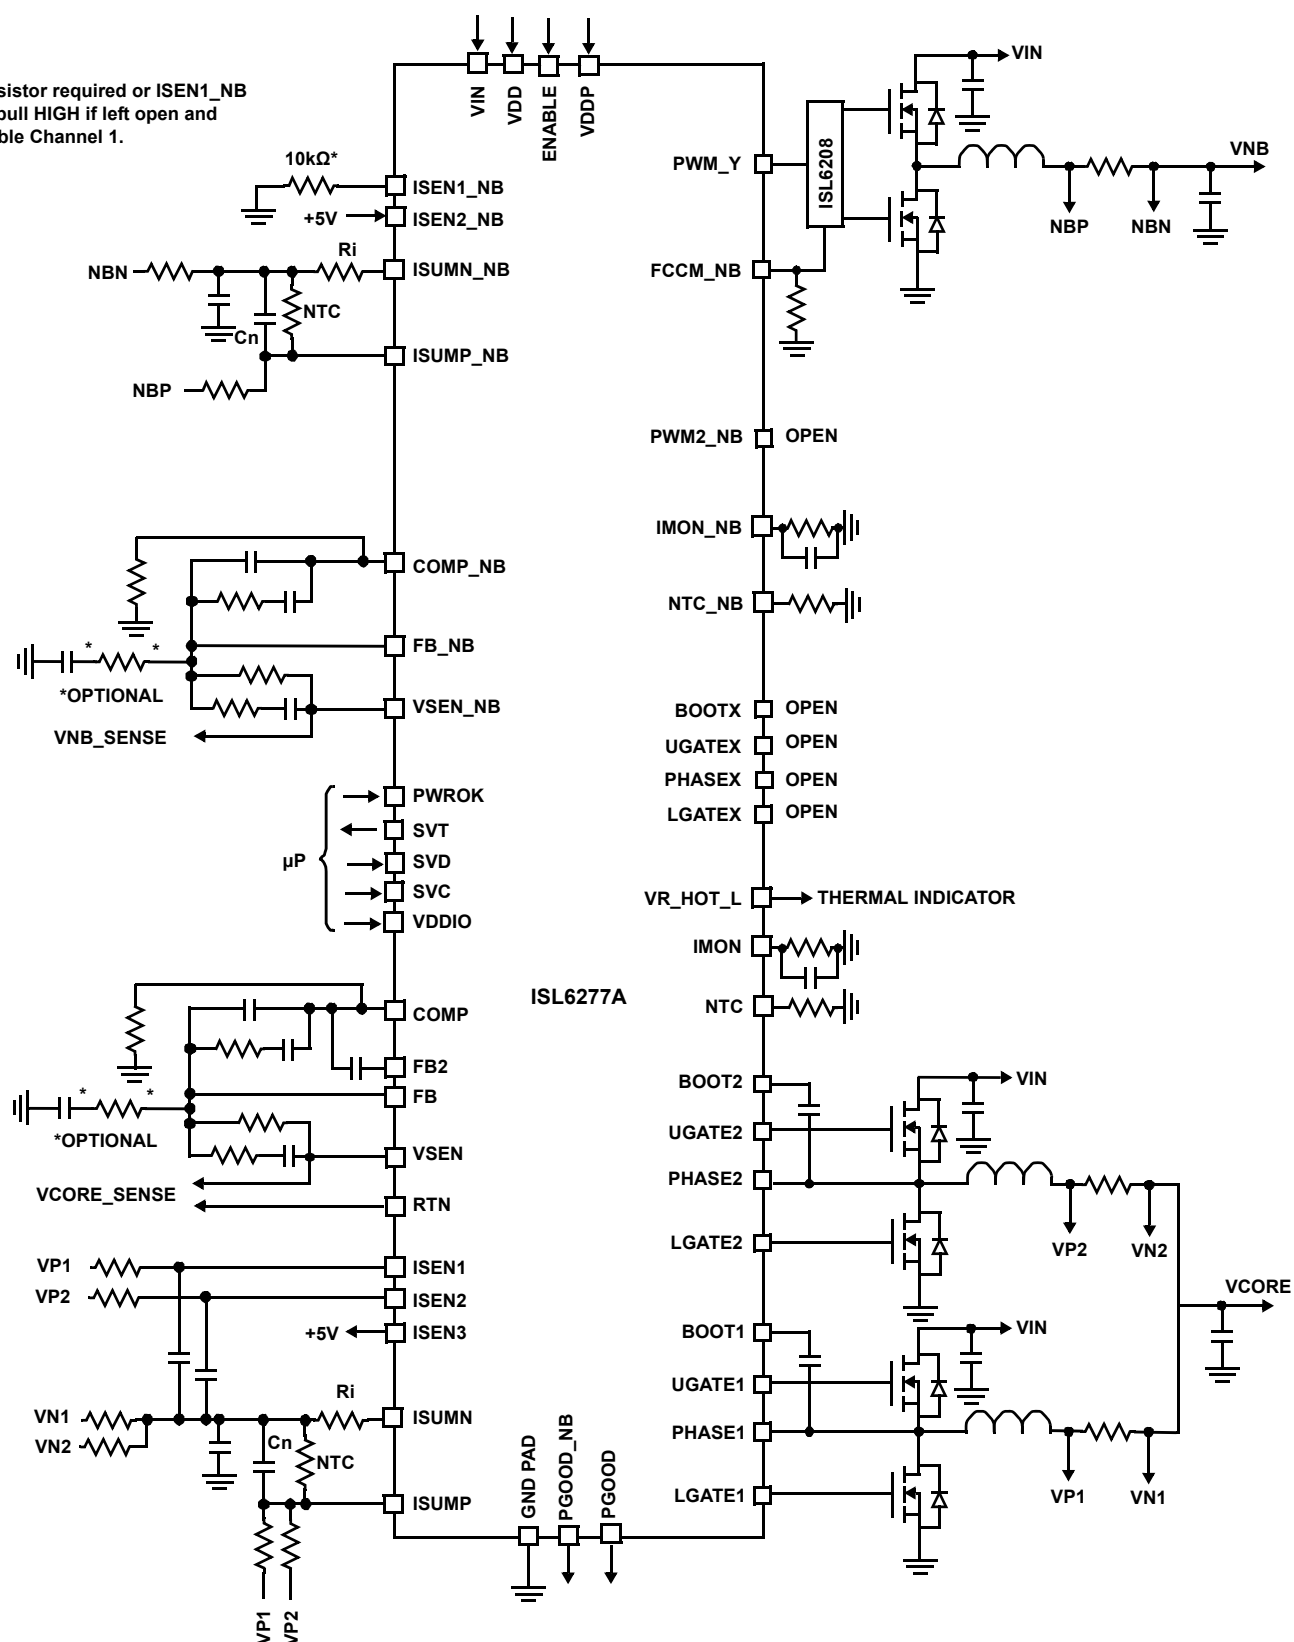 sistor required or ISEN1_NB
pull HIGH if left open and
ble Channel 1.
VIN
VDD
ENABLE
VDDP
10kΩ*
ISEN1_NB
+5V
ISEN2_NB
NBN
Ri
ISUMN_NB
NTC
Cn
ISUMP_NB
NBP
PWM_Y
ISL6208
VIN
VNB
NBP
NBN
FCCM_NB
PWM2_NB
OPEN
IMON_NB
NTC_NB
COMP_NB
FB_NB
*
*
*OPTIONAL
VSEN_NB
VNB_SENSE
BOOTX
OPEN
UGATEX
OPEN
PHASEX
OPEN
LGATEX
OPEN
µP
PWROK
SVT
SVD
SVC
VDDIO
VR_HOT_L
THERMAL INDICATOR
IMON
NTC
ISL6277A
COMP
FB2
FB
*
*
*OPTIONAL
VSEN
VCORE_SENSE
RTN
VP1
ISEN1
VP2
ISEN2
+5V
ISEN3
VN1
VN2
Ri
ISUMN
Cn
NTC
ISUMP
VP1
VP2
GND PAD
PGOOD_NB
PGOOD
BOOT2
VIN
UGATE2
PHASE2
LGATE2
VP2
VN2
VCORE
BOOT1
VIN
UGATE1
PHASE1
LGATE1
VP1
VN1